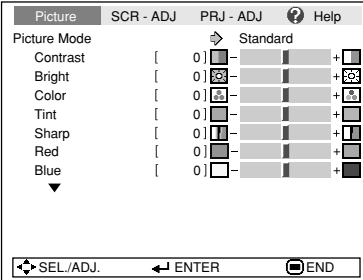 Picture SCR - ADJ PRJ - ADJ ? Help
Picture Mode Standard
Contrast [ 0 ] - +
Bright [ 0 ] - +
Color [ 0 ] - +
Tint [ 0 ] - +
Sharp [ 0 ] - +
Red [ 0 ] - +
Blue [ 0 ] - +
SEL./ADJ. ENTER END